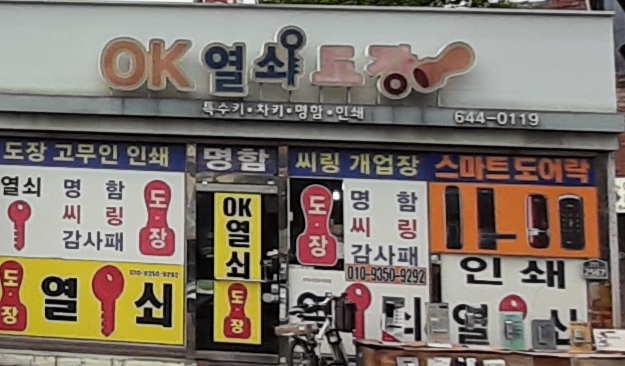 OK 열쇠 도장
특수키•차키•명함•인쇄
644-0119
도장 고무인 인쇄
명함
씨링 개업장
스마트도어락
열쇠
명 함
씨 링
감사패
도·장
OK
열
쇠
도·장
도·장
명 함
씨 링
감사패
010-9350-9292
도·장
열 쇠
010-9350-9292
인 쇄
2567